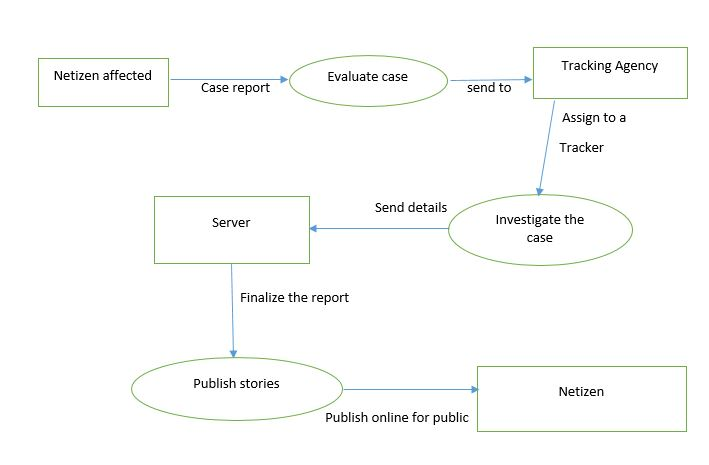 Netizen affected
Case report
Evaluate case
send to
Tracking Agency
Assign to a
Tracker
Investigate the
case
Send details
Server
Finalize the report
Publish stories
Publish online for public
Netizen